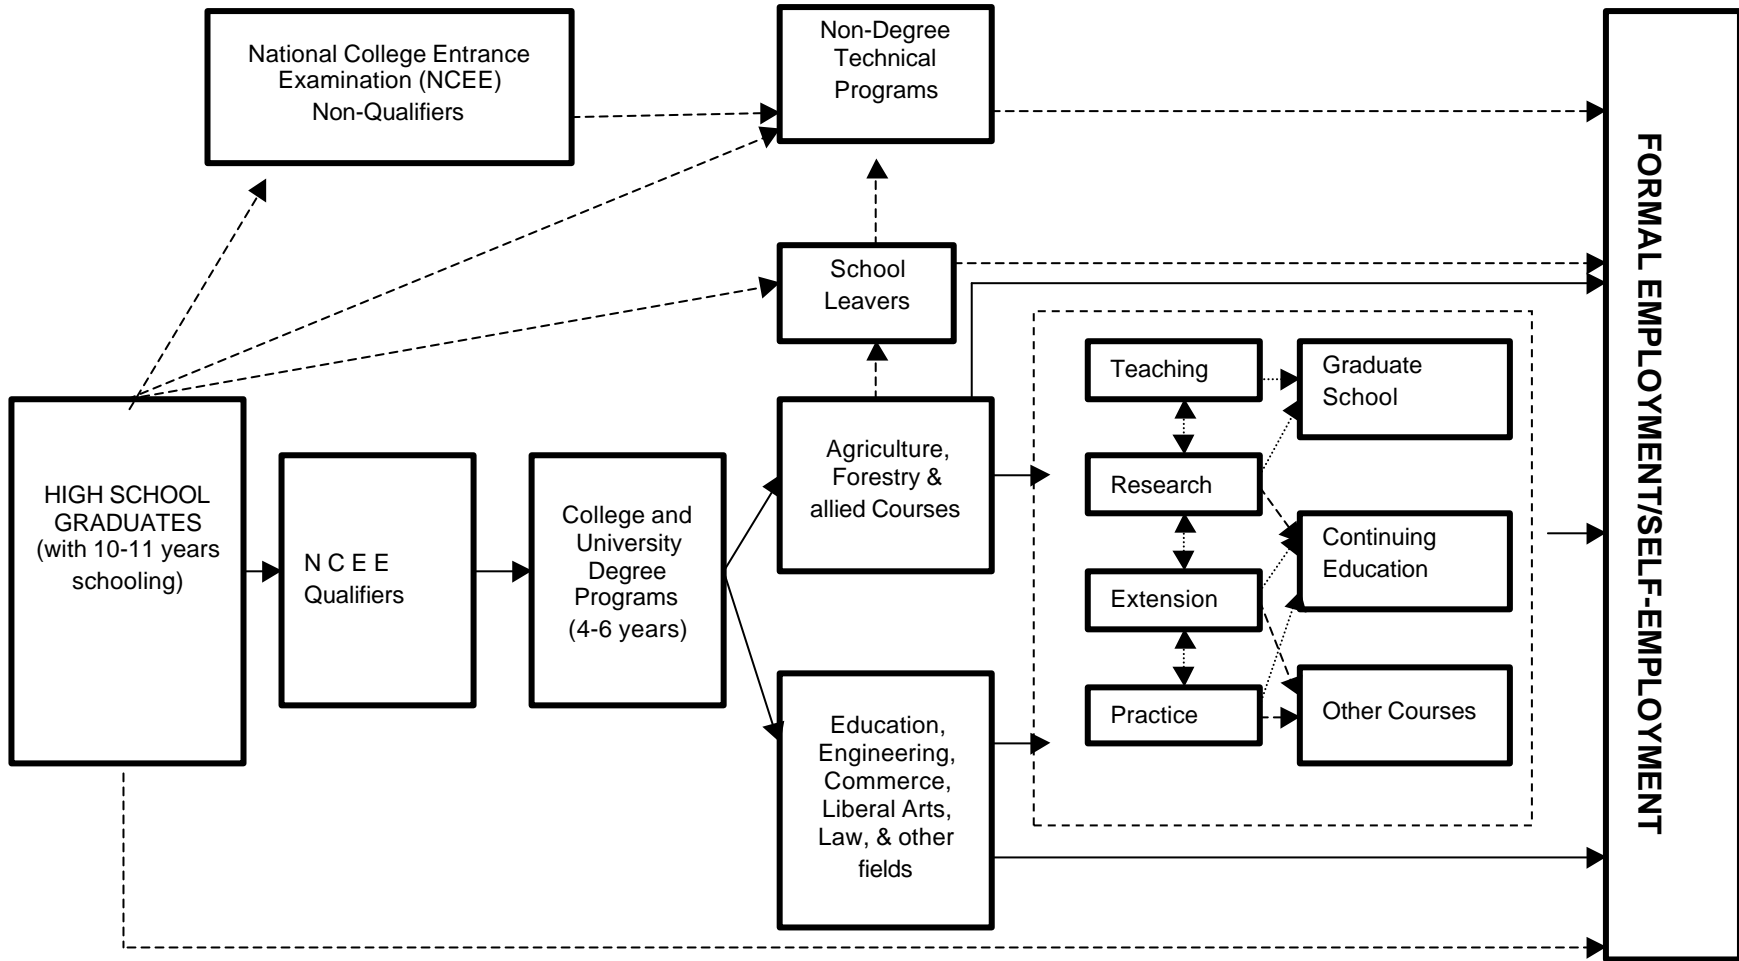 National College Entrance
Examination (NCEE)
Non-Qualifiers
Non-Degree
Technical
Programs
School
Leavers
HIGH SCHOOL
GRADUATES
(with 10-11 years
schooling)
N C E E
Qualifiers
College and
University
Degree
Programs
(4-6 years)
Agriculture,
Forestry &
allied Courses
Education,
Engineering,
Commerce,
Liberal Arts,
Law, & other
fields
Teaching
Research
Extension
Practice
Graduate
School
Continuing
Education
Other Courses
FORMAL EMPLOYMENT/SELF-EMPLOYMENT